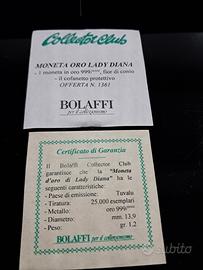 Collector Club
MONETA ORO LADY DIANA
- 1 moneta in oro 999/°°°°, fior di conio
- il cofanetto protettivo
OFFERTA N. 1361
BOLAFFI
per il collezionismo
Certificato di Garanzia
Il Bolaffi Collector Club
garantisce che la "Moneta
d'oro di Lady Diana" ha le
seguenti caratteristiche:
- Paese di emissione: Tuvalu
- Tiratura: 25.000 esemplari
- Metallo: oro 999/°°°°
- Diametro: mm. 13,9
- Peso: gr. 1,2
BOLAFFI per il collezionismo
subito